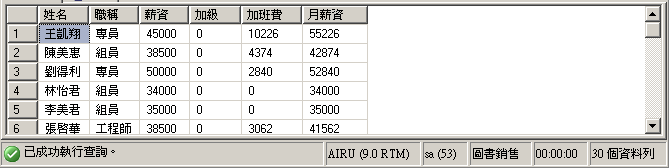 姓名 職稱 薪資 加級 加班費 月薪資
1 王凱翔 專員 45000 0 10226 55226
2 陳美惠 組員 38500 0 4374 42874
3 劉得利 專員 50000 0 2840 52840
4 林怡君 組員 34000 0 0 34000
5 李美君 組員 35000 0 0 35000
6 張啓華 工程師 38500 0 3062 41562
已成功執行查詢。 AIRU (9.0 RTM) sa (53) 圖書銷售 00:00:00 30 個資料列